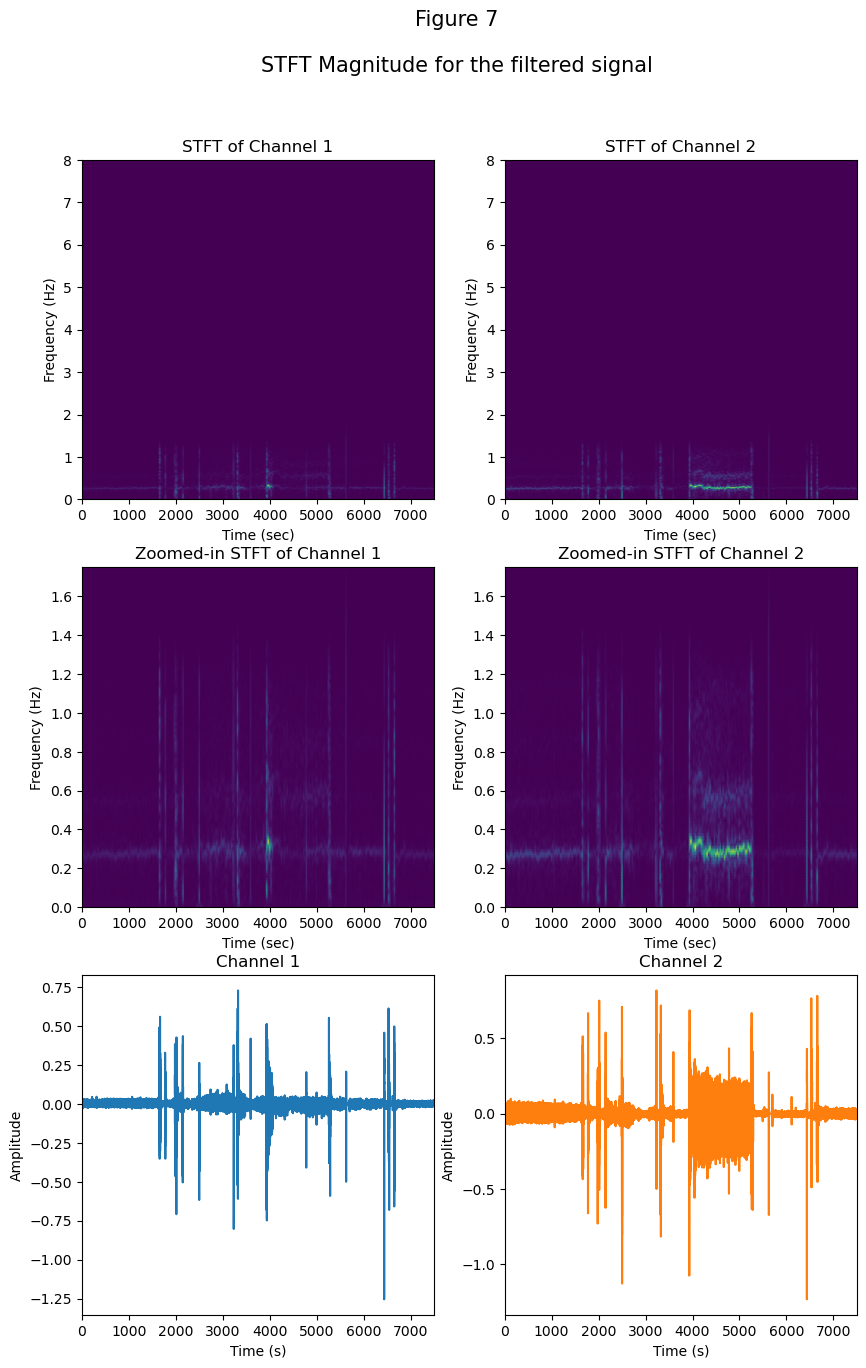 Figure 7
STFT Magnitude for the filtered signal
STFT of Channel 1
8
7
6
5
4
3
2
1
0
Frequency (Hz)
0 1000 2000 3000 4000 5000 6000 7000
Time (sec)
STFT of Channel 2
8
7
6
5
4
3
2
1
0
Frequency (Hz)
0 1000 2000 3000 4000 5000 6000 7000
Time (sec)
Zoomed-in STFT of Channel 1
1.6
1.4
1.2
1.0
0.8
0.6
0.4
0.2
0.0
Frequency (Hz)
0 1000 2000 3000 4000 5000 6000 7000
Time (sec)
Zoomed-in STFT of Channel 2
1.6
1.4
1.2
1.0
0.8
0.6
0.4
0.2
0.0
Frequency (Hz)
0 1000 2000 3000 4000 5000 6000 7000
Time (sec)
Channel 1
0.75
0.50
0.25
0.00
−0.25
−0.50
−0.75
−1.00
−1.25
Amplitude
0 1000 2000 3000 4000 5000 6000 7000
Time (s)
Channel 2
0.5
0.0
−0.5
−1.0
Amplitude
0 1000 2000 3000 4000 5000 6000 7000
Time (s)